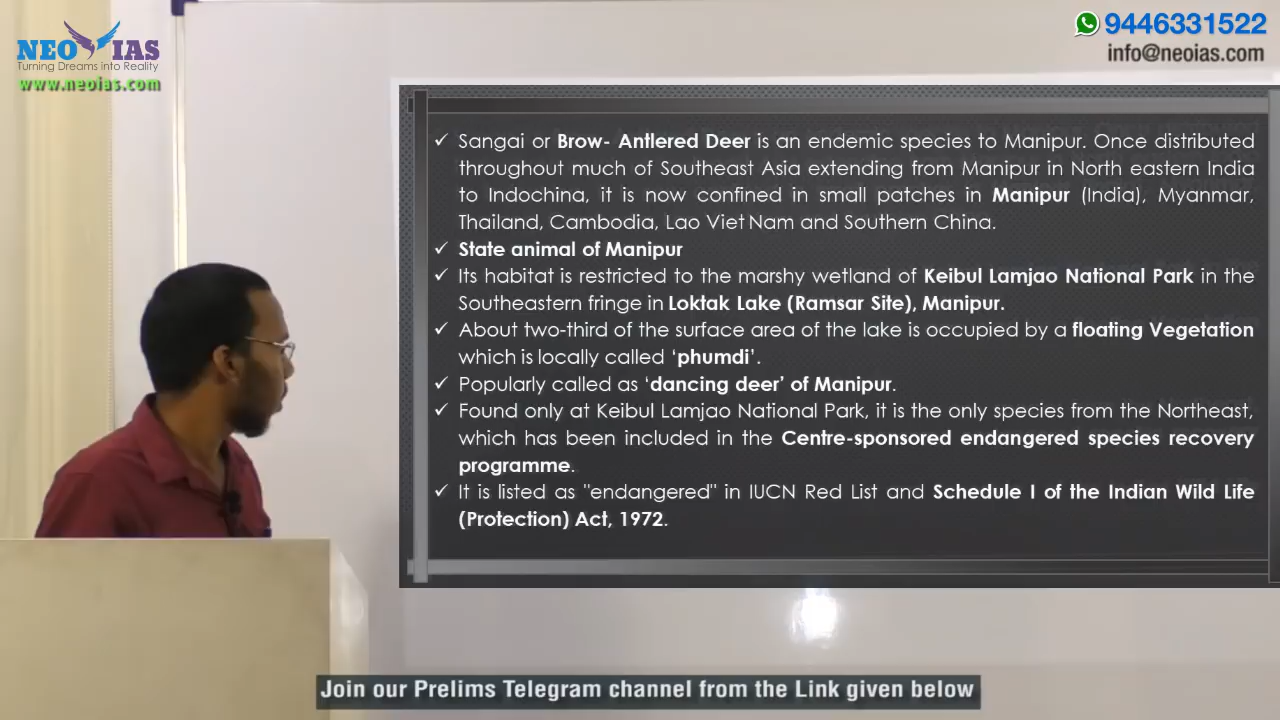 NEO IAS
Turning Dreams into Reality
www.neoias.com
9446331522
info@neoias.com
✓ Sangai or Brow- Antlered Deer is an endemic species to Manipur. Once distributed
throughout much of Southeast Asia extending from Manipur in North eastern India
to Indochina, it is now confined in small patches in Manipur (India), Myanmar,
Thailand, Cambodia, Lao Viet Nam and Southern China.
✓ State animal of Manipur
✓ Its habitat is restricted to the marshy wetland of Keibul Lamjao National Park in the
Southeastern fringe in Loktak Lake (Ramsar Site), Manipur.
✓ About two-third of the surface area of the lake is occupied by a floating Vegetation
which is locally called ‘phumdi’.
✓ Popularly called as ‘dancing deer’ of Manipur.
✓ Found only at Keibul Lamjao National Park, it is the only species from the Northeast,
which has been included in the Centre-sponsored endangered species recovery
programme.
✓ It is listed as "endangered" in IUCN Red List and Schedule I of the Indian Wild Life
(Protection) Act, 1972.
Join our Prelims Telegram channel from the Link given below